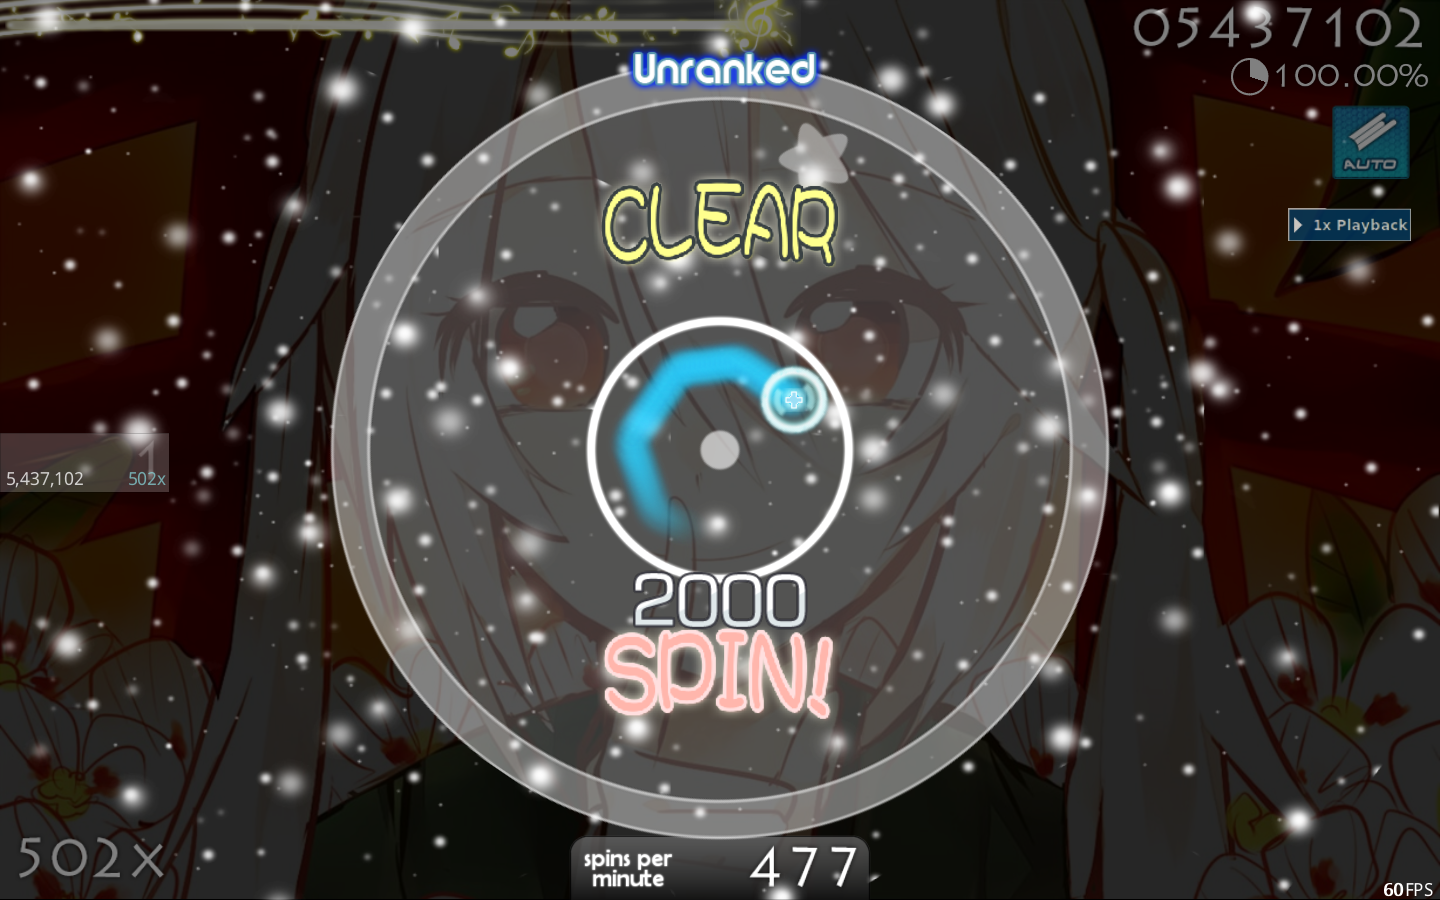 05437102
Unranked
100.00%
AUTO
CLEAR
1x Playback
1
5,437,102 502x
2000
SPIN!
502x
spins per
minute
477
60FPS